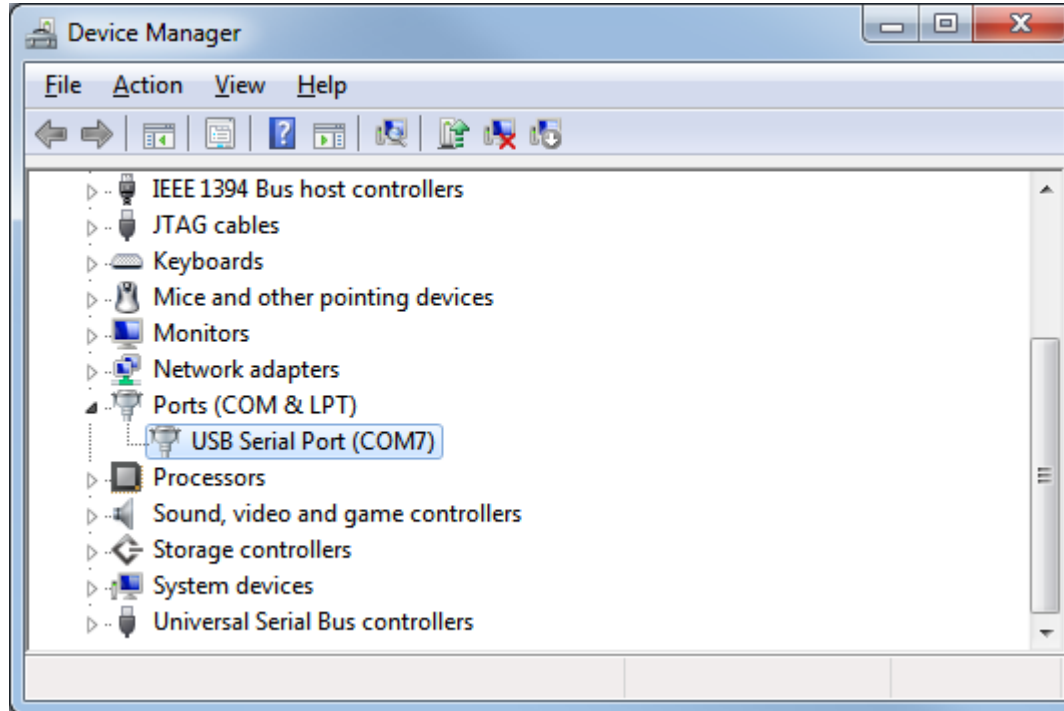 Device Manager
File Action View Help
IEEE 1394 Bus host controllers
JTAG cables
Keyboards
Mice and other pointing devices
Monitors
Network adapters
Ports (COM & LPT)
USB Serial Port (COM7)
Processors
Sound, video and game controllers
Storage controllers
System devices
Universal Serial Bus controllers